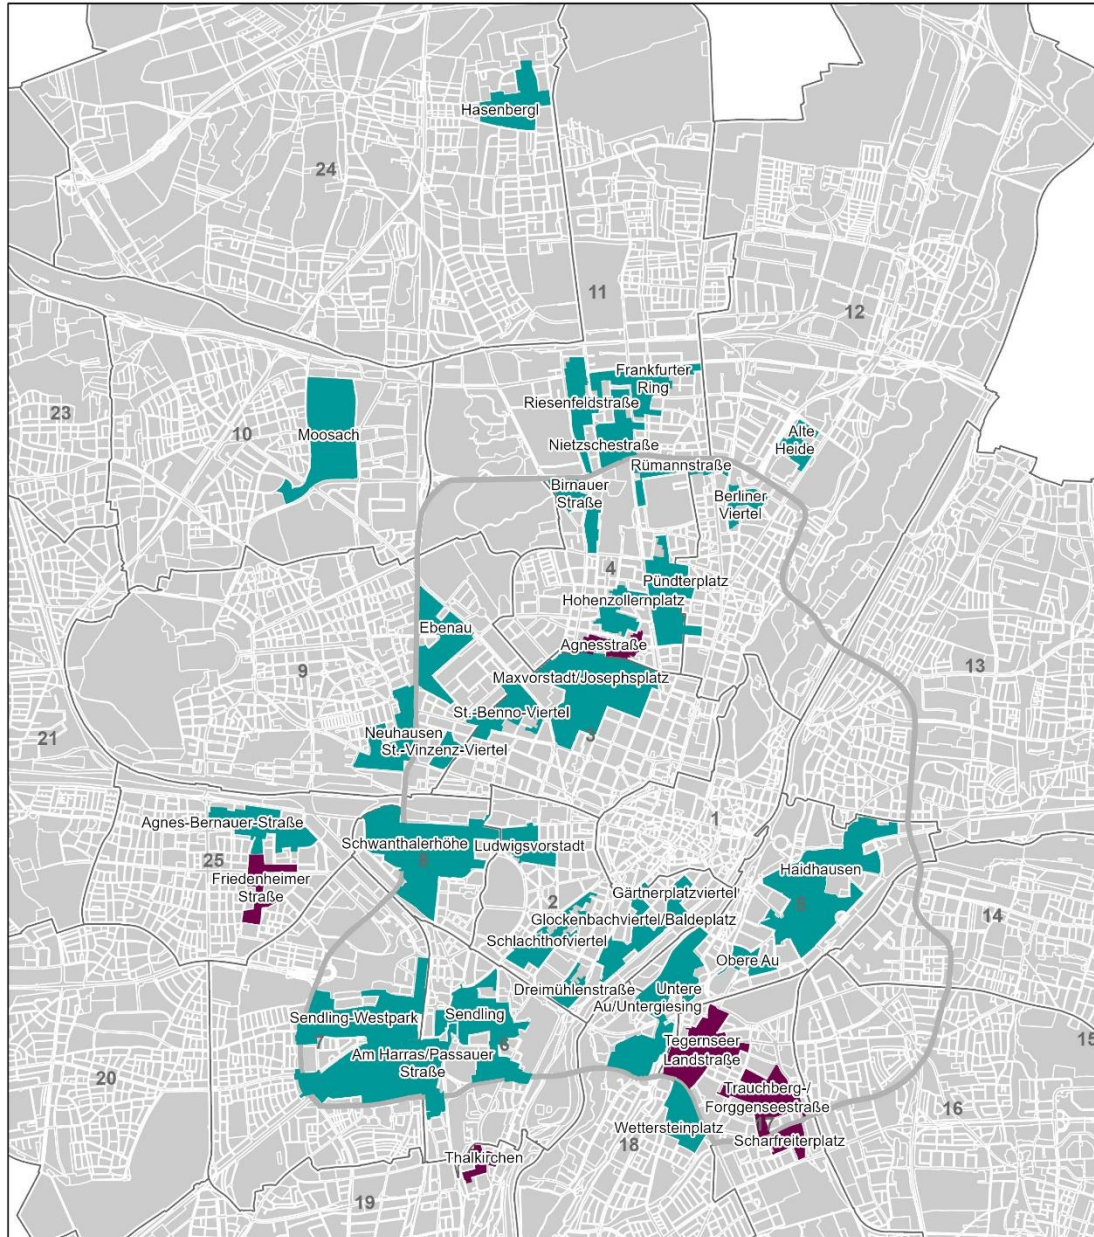 Hasenbergl
24
11
12
Frankfurter
Ring
Riesenfeldstraße
23
10
Moosach
Alte
Heide
Nietzschestraße
Rümannstraße
Birnauer
Straße
Berliner
Viertel
4
Pündterplatz
Hohenzollernplatz
Ebenau
Agnesstraße
9
13
Maxvorstadt/Josephsplatz
St.-Benno-Viertel
Neuhausen
3
21
St.-Vinzenz-Viertel
Agnes-Bernauer-Straße
1
Schwanthalerhöhe
Ludwigsvorstadt
25
8
Haidhausen
Friedenheimer
Straße
Gärtnerplatzviertel
2
5
Glockenbachviertel/Baldeplatz
14
Schlachthofviertel
Obere Au
Dreimühlenstraße
Untere
Au/Untergiesing
Sendling-Westpark
Sendling
7
6
Tegernseer
Landstraße
15
Am Harras/Passauer
Straße
20
Trauchberg-/
Forggenseestraße
16
17
Wettersteinplatz
18
Scharfreiterplatz
Thalkirchen
19